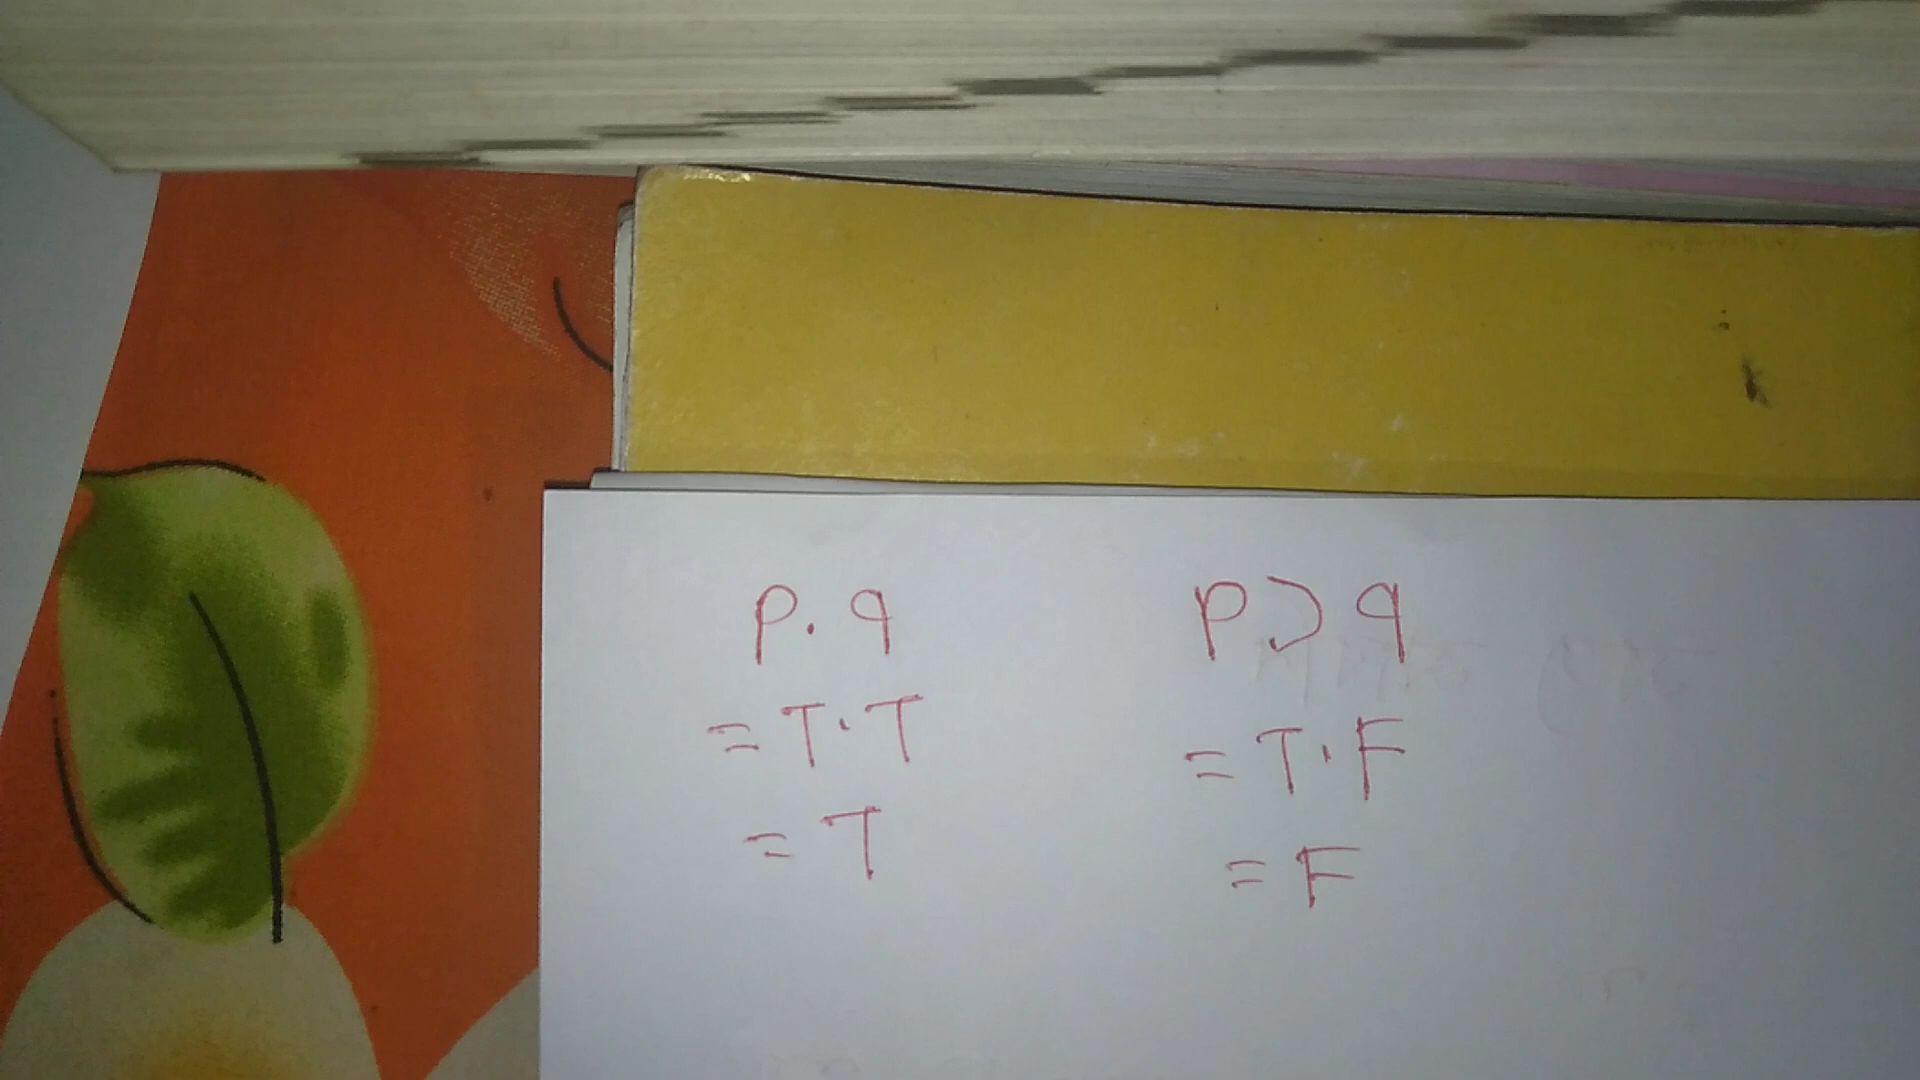 p . q
= T . T
= T
p ⊃ q
= T . F
= F